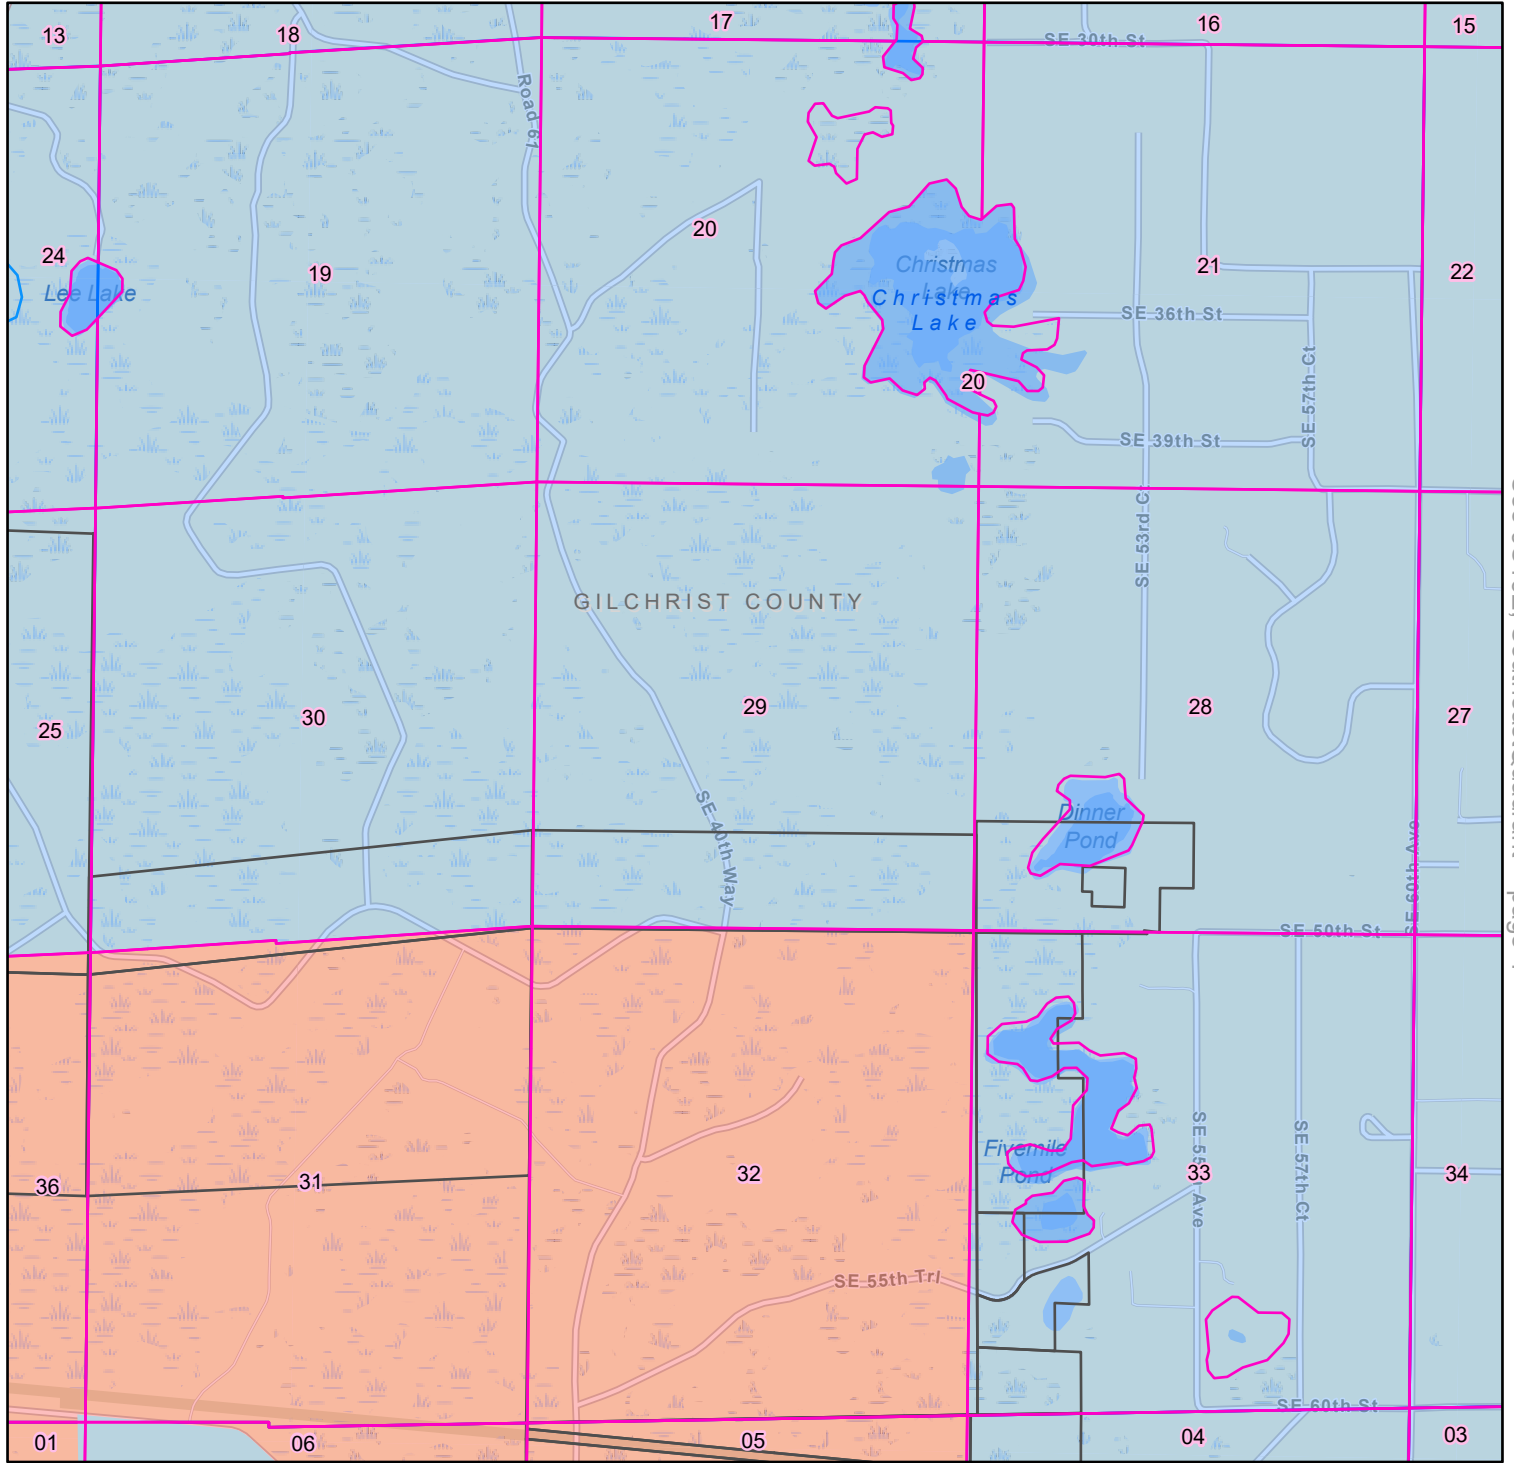 13
18
17
16
15
SE 30th St
Road 61
24
Lee Lake
19
20
Christmas
Lake
Christmas
Lake
21
22
SE 36th St
20
SE 57th Ct
SE 39th St
SE 53rd Ct
GILCHRIST COUNTY
25
30
29
28
27
SE 40th Way
Dinner
Pond
SE 60th Ave
SE 50th St
36
31
32
Fivemile
Pond
33
34
SE 57th Ct
SE 55th Trl
SE 60th St
01
06
05
04
03